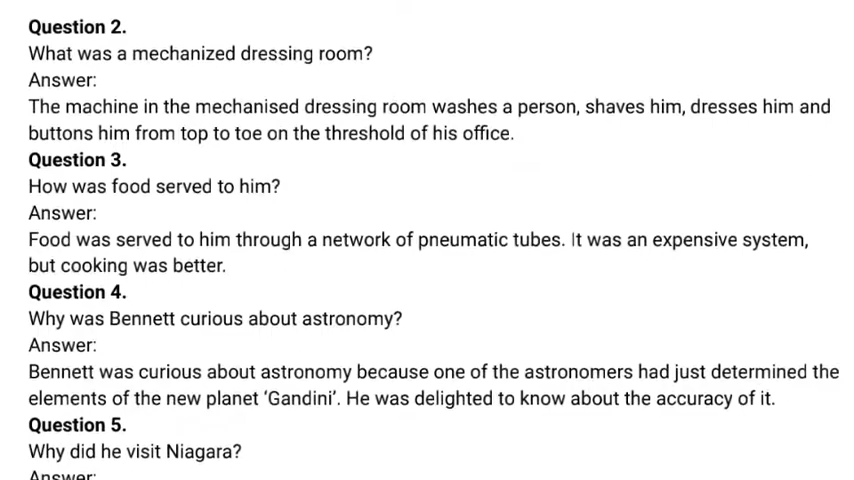 Question 2.
What was a mechanized dressing room?
Answer:
The machine in the mechanised dressing room washes a person, shaves him, dresses him and
buttons him from top to toe on the threshold of his office.
Question 3.
How was food served to him?
Answer:
Food was served to him through a network of pneumatic tubes. It was an expensive system,
but cooking was better.
Question 4.
Why was Bennett curious about astronomy?
Answer:
Bennett was curious about astronomy because one of the astronomers had just determined the
elements of the new planet ‘Gandini’. He was delighted to know about the accuracy of it.
Question 5.
Why did he visit Niagara?
Answer: